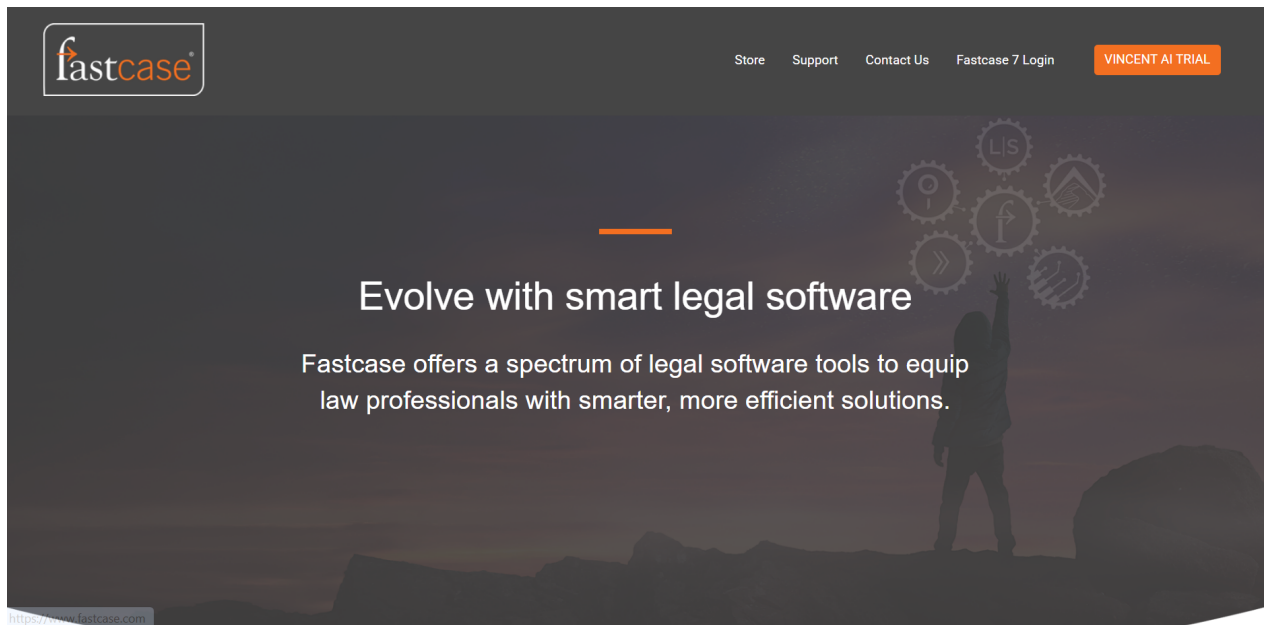 fastcase®
Store Support Contact Us Fastcase 7 Login VINCENT AI TRIAL
L|S
f
Evolve with smart legal software
Fastcase offers a spectrum of legal software tools to equip
law professionals with smarter, more efficient solutions.
https://www.fastcase.com